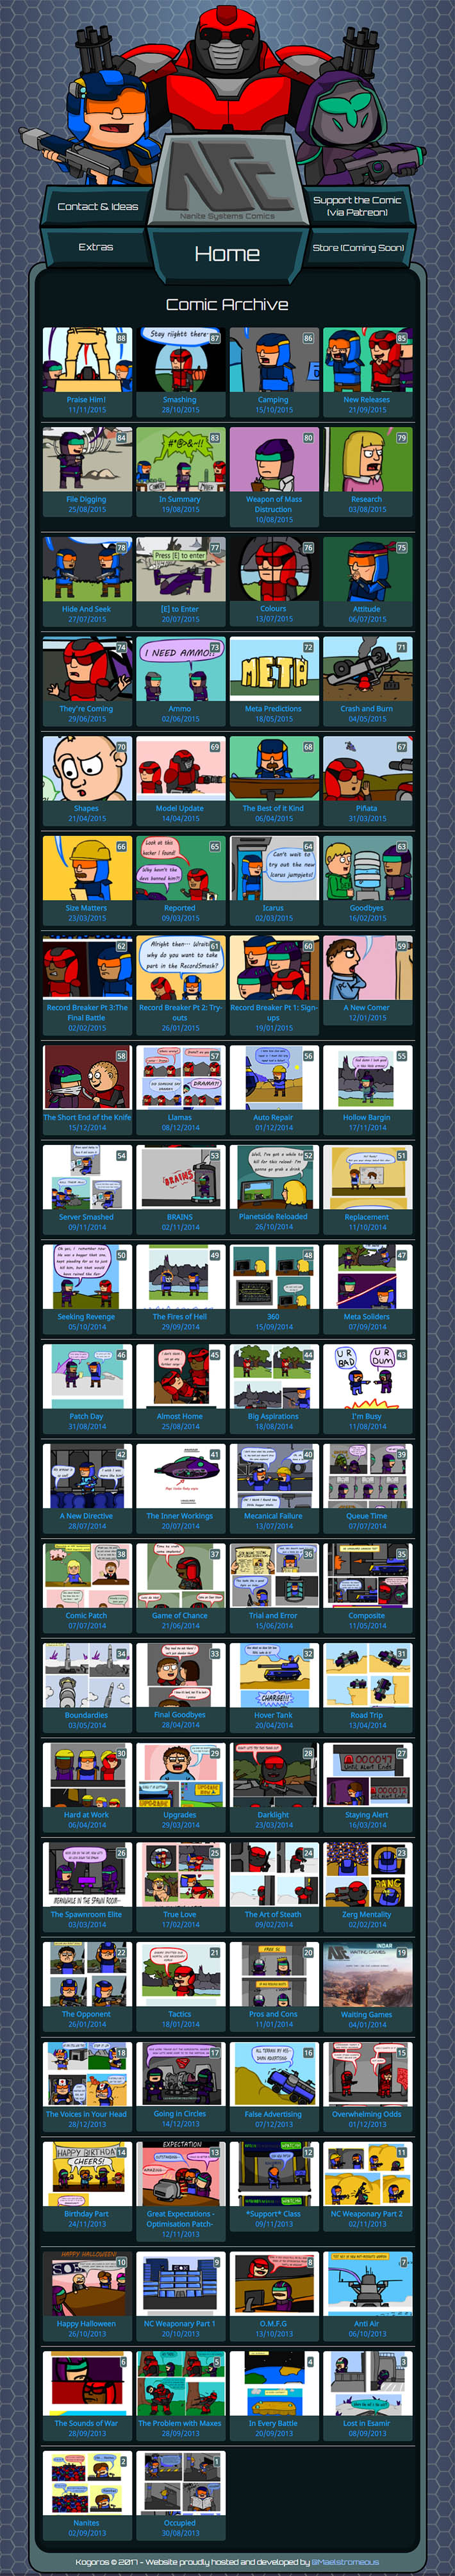 NSC
Nanite Systems Comics
Contact & Ideas
Support the Comic
(via Patreon)
Extras
Home
Store (Coming Soon)
Comic Archive
88
Praise Him!
11/11/2015
Stay riightt there
87
Smashing
28/10/2015
86
Camping
15/10/2015
85
New Releases
21/09/2015
84
File Digging
25/08/2015
#*@>&~!!
83
In Summary
19/08/2015
80
Weapon of Mass
Distruction
10/08/2015
79
Research
03/08/2015
78
Hide And Seek
27/07/2015
Press [E] to enter
77
[E] to Enter
20/07/2015
76
Colours
13/07/2015
75
Attitude
06/07/2015
74
They're Coming
29/06/2015
I NEED AMMO!!
73
Ammo
02/06/2015
METH
72
Meta Predictions
18/05/2015
71
Crash and Burn
04/05/2015
70
Shapes
21/04/2015
69
Model Update
14/04/2015
68
The Best of it Kind
06/04/2015
67
Piñata
31/03/2015
66
Size Matters
23/03/2015
Look at this
hacker I found!
Why haven't the
devs banned him?!
65
Reported
09/03/2015
Can't wait to
try out the new
Icarus jumpjets!
64
Icarus
02/03/2015
63
Goodbyes
16/02/2015
62
Record Breaker Pt 3:The
Final Battle
02/02/2015
Alright then... Wraith
why do you want to take
part in the RecordSmash?
61
Record Breaker Pt 2: Try-
outs
26/01/2015
60
Record Breaker Pt 1: Sign-
ups
19/01/2015
59
A New Comer
12/01/2015
58
The Short End of the Knife
15/12/2014
DRAMA!!
57
Llamas
08/12/2014
56
Auto Repair
01/12/2014
55
Hollow Bargin
17/11/2014
54
Server Smashed
09/11/2014
BRAINS
53
BRAINS
02/11/2014
52
Planetside Reloaded
26/10/2014
51
Replacement
11/10/2014
50
Seeking Revenge
05/10/2014
49
The Fires of Hell
29/09/2014
48
360
15/09/2014
47
Meta Soliders
07/09/2014
46
Patch Day
31/08/2014
45
Almost Home
25/08/2014
44
Big Aspirations
18/08/2014
U R
BAD
U R
DUM
43
I'm Busy
11/08/2014
42
A New Directive
28/07/2014
41
The Inner Workings
20/07/2014
40
Mecanical Failure
13/07/2014
39
Queue Time
07/07/2014
38
Comic Patch
07/07/2014
37
Game of Chance
21/06/2014
36
Trial and Error
15/06/2014
35
Composite
11/05/2014
34
Boundardies
03/05/2014
33
Final Goodbyes
28/04/2014
CHARGE!!!
32
Hover Tank
20/04/2014
31
Road Trip
13/04/2014
30
Hard at Work
06/04/2014
29
Upgrades
29/03/2014
28
Darklight
23/03/2014
27
Staying Alert
16/03/2014
MEANWHILE IN THE SPAWN ROOM
26
The Spawnroom Elite
03/03/2014
25
True Love
17/02/2014
24
The Art of Steath
09/02/2014
BANG
23
Zerg Mentality
02/02/2014
22
The Opponent
26/01/2014
21
Tactics
18/01/2014
20
Pros and Cons
11/01/2014
INDAR
WAITING GAMES
19
Waiting Games
04/01/2014
18
The Voices in Your Head
28/12/2013
17
Going in Circles
14/12/2013
16
False Advertising
07/12/2013
15
Overwhelming Odds
01/12/2013
HAPPY BIRTHDAY
CHEERS!
14
Birthday Part
24/11/2013
EXPECTATION
13
Great Expectations -
Optimisation Patch-
12/11/2013
12
*Support* Class
09/11/2013
11
NC Weaponary Part 2
02/11/2013
HAPPY HALLOWEEN!
10
Happy Halloween
26/10/2013
9
NC Weaponary Part 1
20/10/2013
8
O.M.F.G
13/10/2013
7
Anti Air
06/10/2013
6
The Sounds of War
28/09/2013
5
The Problem with Maxes
28/09/2013
4
In Every Battle
20/09/2013
3
Lost in Esamir
08/09/2013
2
Nanites
02/09/2013
1
Occupied
30/08/2013
Kogoros © 2017 - Website proudly hosted and developed by @Maelstromeous